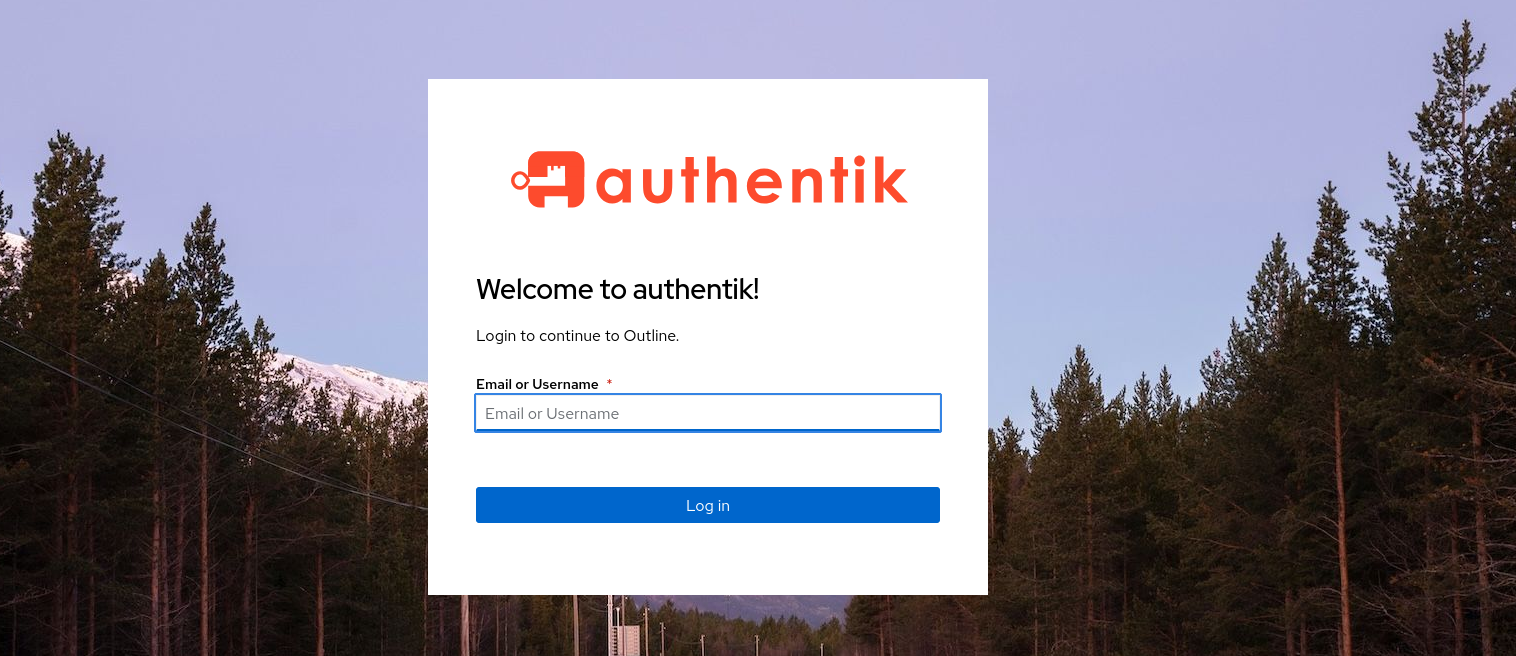 authentik
Welcome to authentik!
Login to continue to Outline.
Email or Username *
Email or Username
Log in